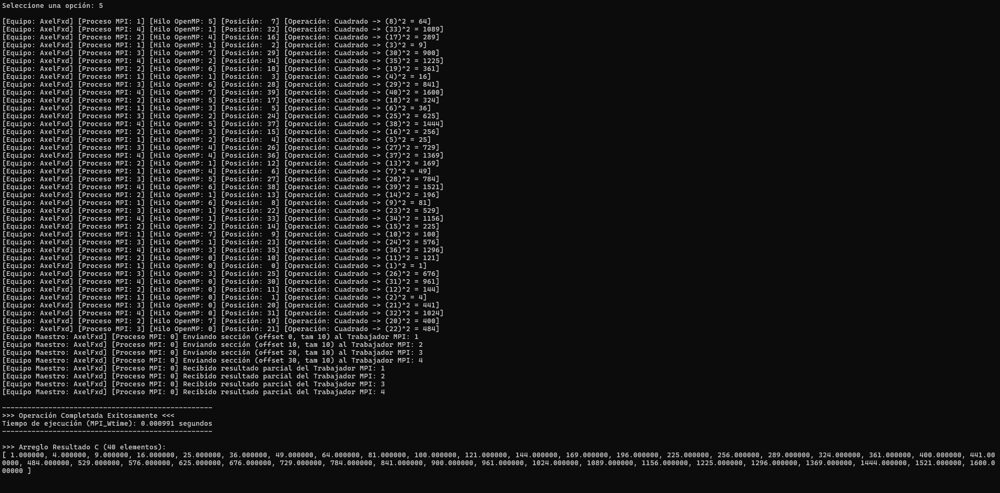 Seleccione una opción: 5
[Equipo: AxelFxd] [Proceso MPI: 1] [Hilo OpenMP: 5] [Posición:  7] [Operación: Cuadrado -> (8)^2 = 64]
[Equipo: AxelFxd] [Proceso MPI: 4] [Hilo OpenMP: 1] [Posición: 32] [Operación: Cuadrado -> (33)^2 = 1089]
[Equipo: AxelFxd] [Proceso MPI: 2] [Hilo OpenMP: 4] [Posición: 16] [Operación: Cuadrado -> (17)^2 = 289]
[Equipo: AxelFxd] [Proceso MPI: 1] [Hilo OpenMP: 1] [Posición:  2] [Operación: Cuadrado -> (3)^2 = 9]
[Equipo: AxelFxd] [Proceso MPI: 3] [Hilo OpenMP: 7] [Posición: 29] [Operación: Cuadrado -> (30)^2 = 900]
[Equipo: AxelFxd] [Proceso MPI: 4] [Hilo OpenMP: 2] [Posición: 34] [Operación: Cuadrado -> (35)^2 = 1225]
[Equipo: AxelFxd] [Proceso MPI: 2] [Hilo OpenMP: 6] [Posición: 18] [Operación: Cuadrado -> (19)^2 = 361]
[Equipo: AxelFxd] [Proceso MPI: 1] [Hilo OpenMP: 1] [Posición:  3] [Operación: Cuadrado -> (4)^2 = 16]
[Equipo: AxelFxd] [Proceso MPI: 3] [Hilo OpenMP: 6] [Posición: 28] [Operación: Cuadrado -> (29)^2 = 841]
[Equipo: AxelFxd] [Proceso MPI: 4] [Hilo OpenMP: 7] [Posición: 39] [Operación: Cuadrado -> (40)^2 = 1600]
[Equipo: AxelFxd] [Proceso MPI: 2] [Hilo OpenMP: 5] [Posición: 17] [Operación: Cuadrado -> (18)^2 = 324]
[Equipo: AxelFxd] [Proceso MPI: 1] [Hilo OpenMP: 3] [Posición:  5] [Operación: Cuadrado -> (6)^2 = 36]
[Equipo: AxelFxd] [Proceso MPI: 3] [Hilo OpenMP: 2] [Posición: 24] [Operación: Cuadrado -> (25)^2 = 625]
[Equipo: AxelFxd] [Proceso MPI: 4] [Hilo OpenMP: 5] [Posición: 37] [Operación: Cuadrado -> (38)^2 = 1444]
[Equipo: AxelFxd] [Proceso MPI: 2] [Hilo OpenMP: 3] [Posición: 15] [Operación: Cuadrado -> (16)^2 = 256]
[Equipo: AxelFxd] [Proceso MPI: 1] [Hilo OpenMP: 2] [Posición:  4] [Operación: Cuadrado -> (5)^2 = 25]
[Equipo: AxelFxd] [Proceso MPI: 3] [Hilo OpenMP: 4] [Posición: 26] [Operación: Cuadrado -> (27)^2 = 729]
[Equipo: AxelFxd] [Proceso MPI: 4] [Hilo OpenMP: 4] [Posición: 36] [Operación: Cuadrado -> (37)^2 = 1369]
[Equipo: AxelFxd] [Proceso MPI: 2] [Hilo OpenMP: 1] [Posición: 12] [Operación: Cuadrado -> (13)^2 = 169]
[Equipo: AxelFxd] [Proceso MPI: 1] [Hilo OpenMP: 4] [Posición:  6] [Operación: Cuadrado -> (7)^2 = 49]
[Equipo: AxelFxd] [Proceso MPI: 3] [Hilo OpenMP: 5] [Posición: 27] [Operación: Cuadrado -> (28)^2 = 784]
[Equipo: AxelFxd] [Proceso MPI: 4] [Hilo OpenMP: 6] [Posición: 38] [Operación: Cuadrado -> (39)^2 = 1521]
[Equipo: AxelFxd] [Proceso MPI: 2] [Hilo OpenMP: 1] [Posición: 13] [Operación: Cuadrado -> (14)^2 = 196]
[Equipo: AxelFxd] [Proceso MPI: 1] [Hilo OpenMP: 6] [Posición:  8] [Operación: Cuadrado -> (9)^2 = 81]
[Equipo: AxelFxd] [Proceso MPI: 3] [Hilo OpenMP: 1] [Posición: 22] [Operación: Cuadrado -> (23)^2 = 529]
[Equipo: AxelFxd] [Proceso MPI: 4] [Hilo OpenMP: 1] [Posición: 33] [Operación: Cuadrado -> (34)^2 = 1156]
[Equipo: AxelFxd] [Proceso MPI: 2] [Hilo OpenMP: 2] [Posición: 14] [Operación: Cuadrado -> (15)^2 = 225]
[Equipo: AxelFxd] [Proceso MPI: 1] [Hilo OpenMP: 7] [Posición:  9] [Operación: Cuadrado -> (10)^2 = 100]
[Equipo: AxelFxd] [Proceso MPI: 3] [Hilo OpenMP: 1] [Posición: 23] [Operación: Cuadrado -> (24)^2 = 576]
[Equipo: AxelFxd] [Proceso MPI: 4] [Hilo OpenMP: 3] [Posición: 35] [Operación: Cuadrado -> (36)^2 = 1296]
[Equipo: AxelFxd] [Proceso MPI: 2] [Hilo OpenMP: 0] [Posición: 10] [Operación: Cuadrado -> (11)^2 = 121]
[Equipo: AxelFxd] [Proceso MPI: 1] [Hilo OpenMP: 0] [Posición:  0] [Operación: Cuadrado -> (1)^2 = 1]
[Equipo: AxelFxd] [Proceso MPI: 3] [Hilo OpenMP: 3] [Posición: 25] [Operación: Cuadrado -> (26)^2 = 676]
[Equipo: AxelFxd] [Proceso MPI: 4] [Hilo OpenMP: 0] [Posición: 30] [Operación: Cuadrado -> (31)^2 = 961]
[Equipo: AxelFxd] [Proceso MPI: 2] [Hilo OpenMP: 0] [Posición: 11] [Operación: Cuadrado -> (12)^2 = 144]
[Equipo: AxelFxd] [Proceso MPI: 1] [Hilo OpenMP: 0] [Posición:  1] [Operación: Cuadrado -> (2)^2 = 4]
[Equipo: AxelFxd] [Proceso MPI: 3] [Hilo OpenMP: 0] [Posición: 20] [Operación: Cuadrado -> (21)^2 = 441]
[Equipo: AxelFxd] [Proceso MPI: 4] [Hilo OpenMP: 0] [Posición: 31] [Operación: Cuadrado -> (32)^2 = 1024]
[Equipo: AxelFxd] [Proceso MPI: 2] [Hilo OpenMP: 7] [Posición: 19] [Operación: Cuadrado -> (20)^2 = 400]
[Equipo: AxelFxd] [Proceso MPI: 3] [Hilo OpenMP: 0] [Posición: 21] [Operación: Cuadrado -> (22)^2 = 484]
[Equipo Maestro: AxelFxd] [Proceso MPI: 0] Enviando sección (offset 0, tam 10) al Trabajador MPI: 1
[Equipo Maestro: AxelFxd] [Proceso MPI: 0] Enviando sección (offset 10, tam 10) al Trabajador MPI: 2
[Equipo Maestro: AxelFxd] [Proceso MPI: 0] Enviando sección (offset 20, tam 10) al Trabajador MPI: 3
[Equipo Maestro: AxelFxd] [Proceso MPI: 0] Enviando sección (offset 30, tam 10) al Trabajador MPI: 4
[Equipo Maestro: AxelFxd] [Proceso MPI: 0] Recibido resultado parcial del Trabajador MPI: 1
[Equipo Maestro: AxelFxd] [Proceso MPI: 0] Recibido resultado parcial del Trabajador MPI: 2
[Equipo Maestro: AxelFxd] [Proceso MPI: 0] Recibido resultado parcial del Trabajador MPI: 3
[Equipo Maestro: AxelFxd] [Proceso MPI: 0] Recibido resultado parcial del Trabajador MPI: 4
--------------------------------------------------
>>> Operación Completada Exitosamente <<<
Tiempo de ejecución (MPI_Wtime): 0.000991 segundos
--------------------------------------------------
>>> Arreglo Resultado C (40 elementos):
[ 1.000000, 4.000000, 9.000000, 16.000000, 25.000000, 36.000000, 49.000000, 64.000000, 81.000000, 100.000000, 121.000000, 144.000000, 169.000000, 196.000000, 225.000000, 256.000000, 289.000000, 324.000000, 361.000000, 400.000000, 441.00
0000, 484.000000, 529.000000, 576.000000, 625.000000, 676.000000, 729.000000, 784.000000, 841.000000, 900.000000, 961.000000, 1024.000000, 1089.000000, 1156.000000, 1225.000000, 1296.000000, 1369.000000, 1444.000000, 1521.000000, 1600.0
00000 ]